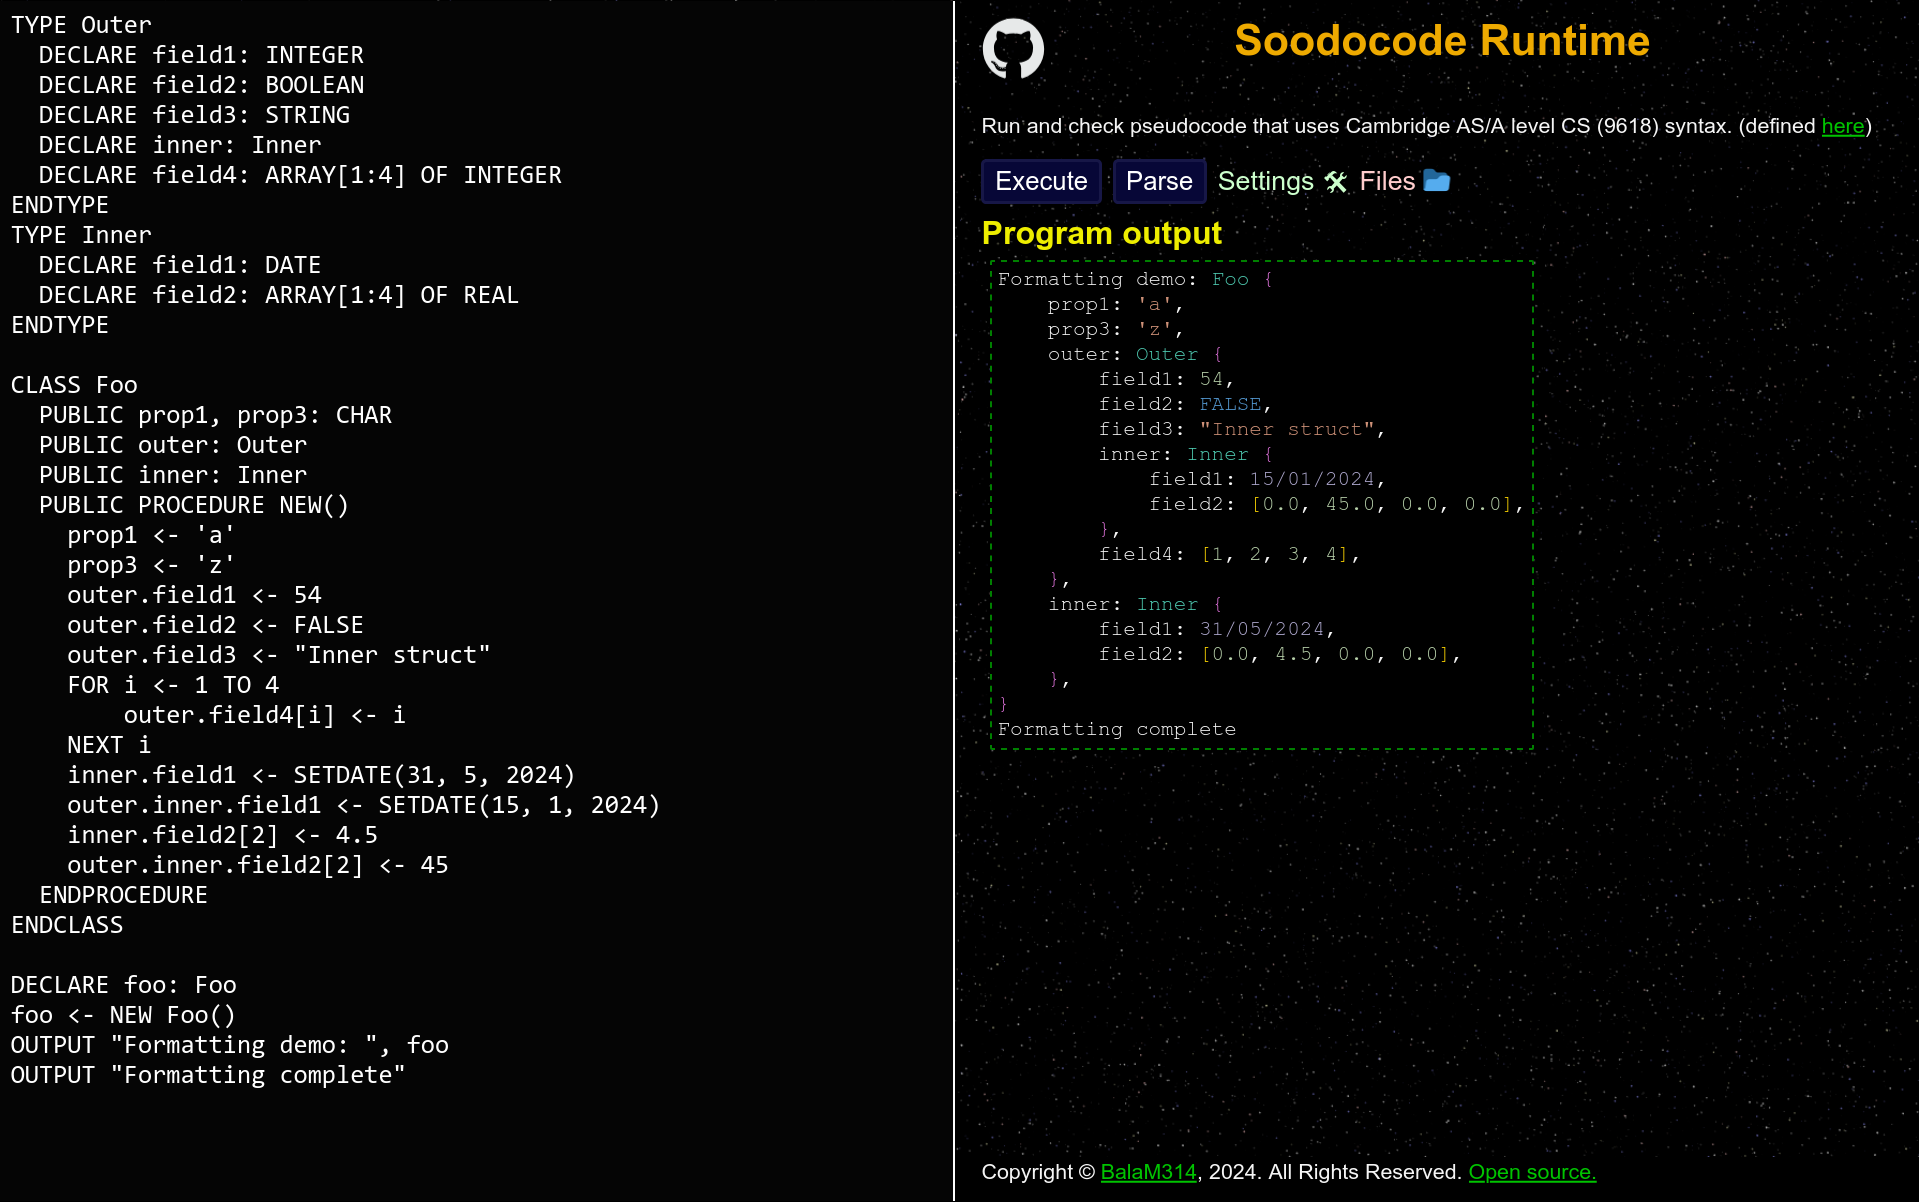 TYPE Outer
  DECLARE field1: INTEGER
  DECLARE field2: BOOLEAN
  DECLARE field3: STRING
  DECLARE inner: Inner
  DECLARE field4: ARRAY[1:4] OF INTEGER
ENDTYPE
TYPE Inner
  DECLARE field1: DATE
  DECLARE field2: ARRAY[1:4] OF REAL
ENDTYPE

CLASS Foo
  PUBLIC prop1, prop3: CHAR
  PUBLIC outer: Outer
  PUBLIC inner: Inner
  PUBLIC PROCEDURE NEW()
    prop1 <- 'a'
    prop3 <- 'z'
    outer.field1 <- 54
    outer.field2 <- FALSE
    outer.field3 <- "Inner struct"
    FOR i <- 1 TO 4
        outer.field4[i] <- i
    NEXT i
    inner.field1 <- SETDATE(31, 5, 2024)
    outer.inner.field1 <- SETDATE(15, 1, 2024)
    inner.field2[2] <- 4.5
    outer.inner.field2[2] <- 45
  ENDPROCEDURE
ENDCLASS

DECLARE foo: Foo
foo <- NEW Foo()
OUTPUT "Formatting demo: ", foo
OUTPUT "Formatting complete"
Soodocode Runtime
Run and check pseudocode that uses Cambridge AS/A level CS (9618) syntax. (defined here)
Execute Parse Settings 🛠 Files 📂
Program output
Formatting demo: Foo {
    prop1: 'a',
    prop3: 'z',
    outer: Outer {
        field1: 54,
        field2: FALSE,
        field3: "Inner struct",
        inner: Inner {
            field1: 15/01/2024,
            field2: [0.0, 45.0, 0.0, 0.0],
        },
        field4: [1, 2, 3, 4],
    },
    inner: Inner {
        field1: 31/05/2024,
        field2: [0.0, 4.5, 0.0, 0.0],
    },
}
Formatting complete
Copyright © BalaM314, 2024. All Rights Reserved. Open source.